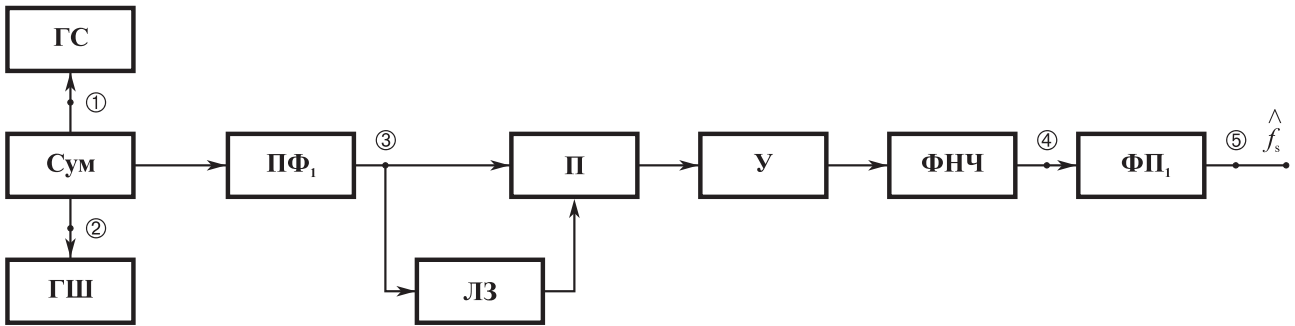 ГС
①
Сум
ПФ₁
③
П
У
ФНЧ
④
ФП₁
⑤
f̂ₛ
②
ГШ
ЛЗ